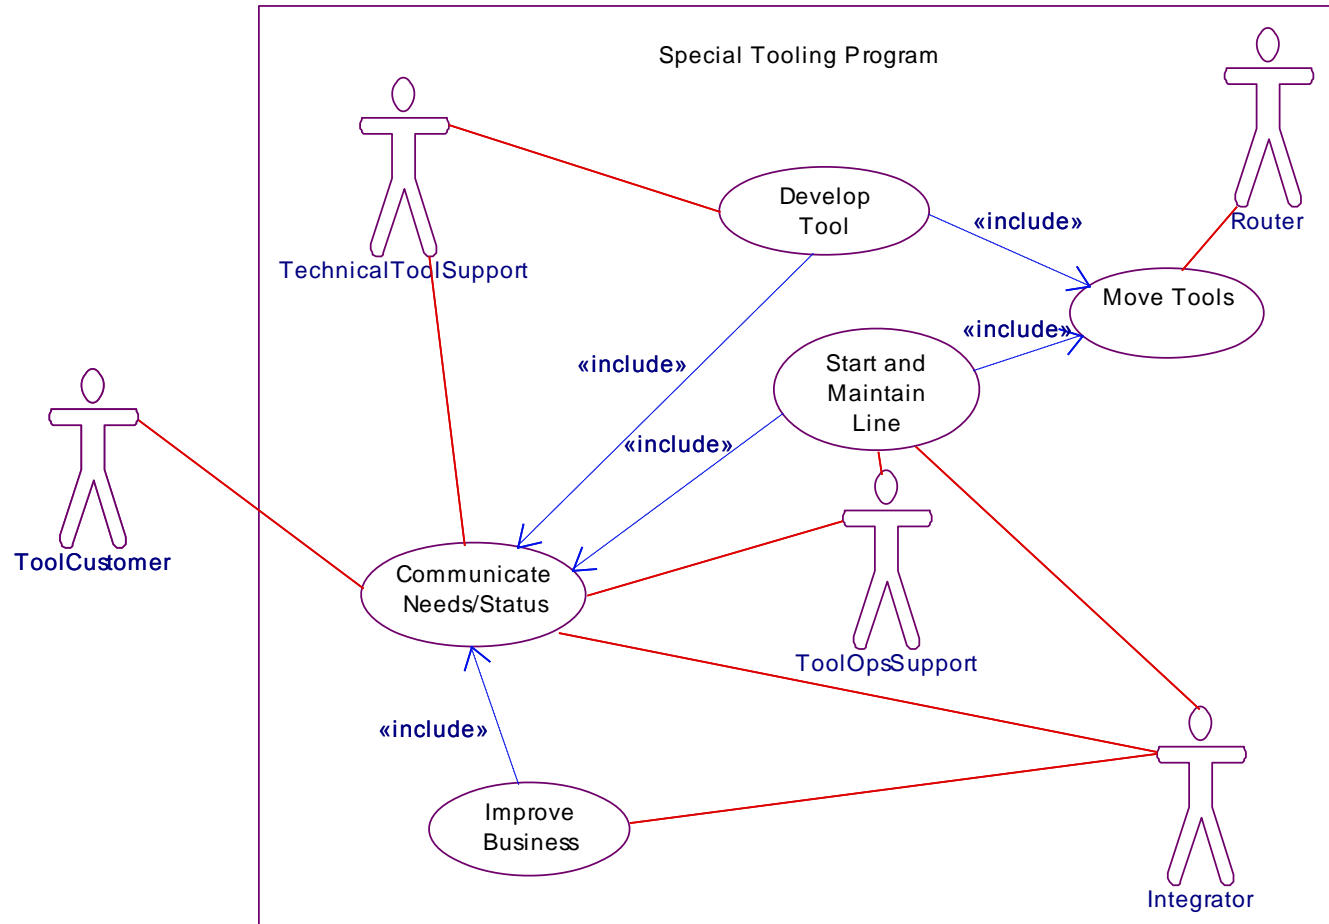 Special Tooling Program
Develop
Tool
«include»
Router
TechnicalToolSupport
Move Tools
«include»
«include»
Start and
Maintain
Line
«include»
ToolCustomer
Communicate
Needs/Status
ToolOpsSupport
«include»
Improve
Business
Integrator